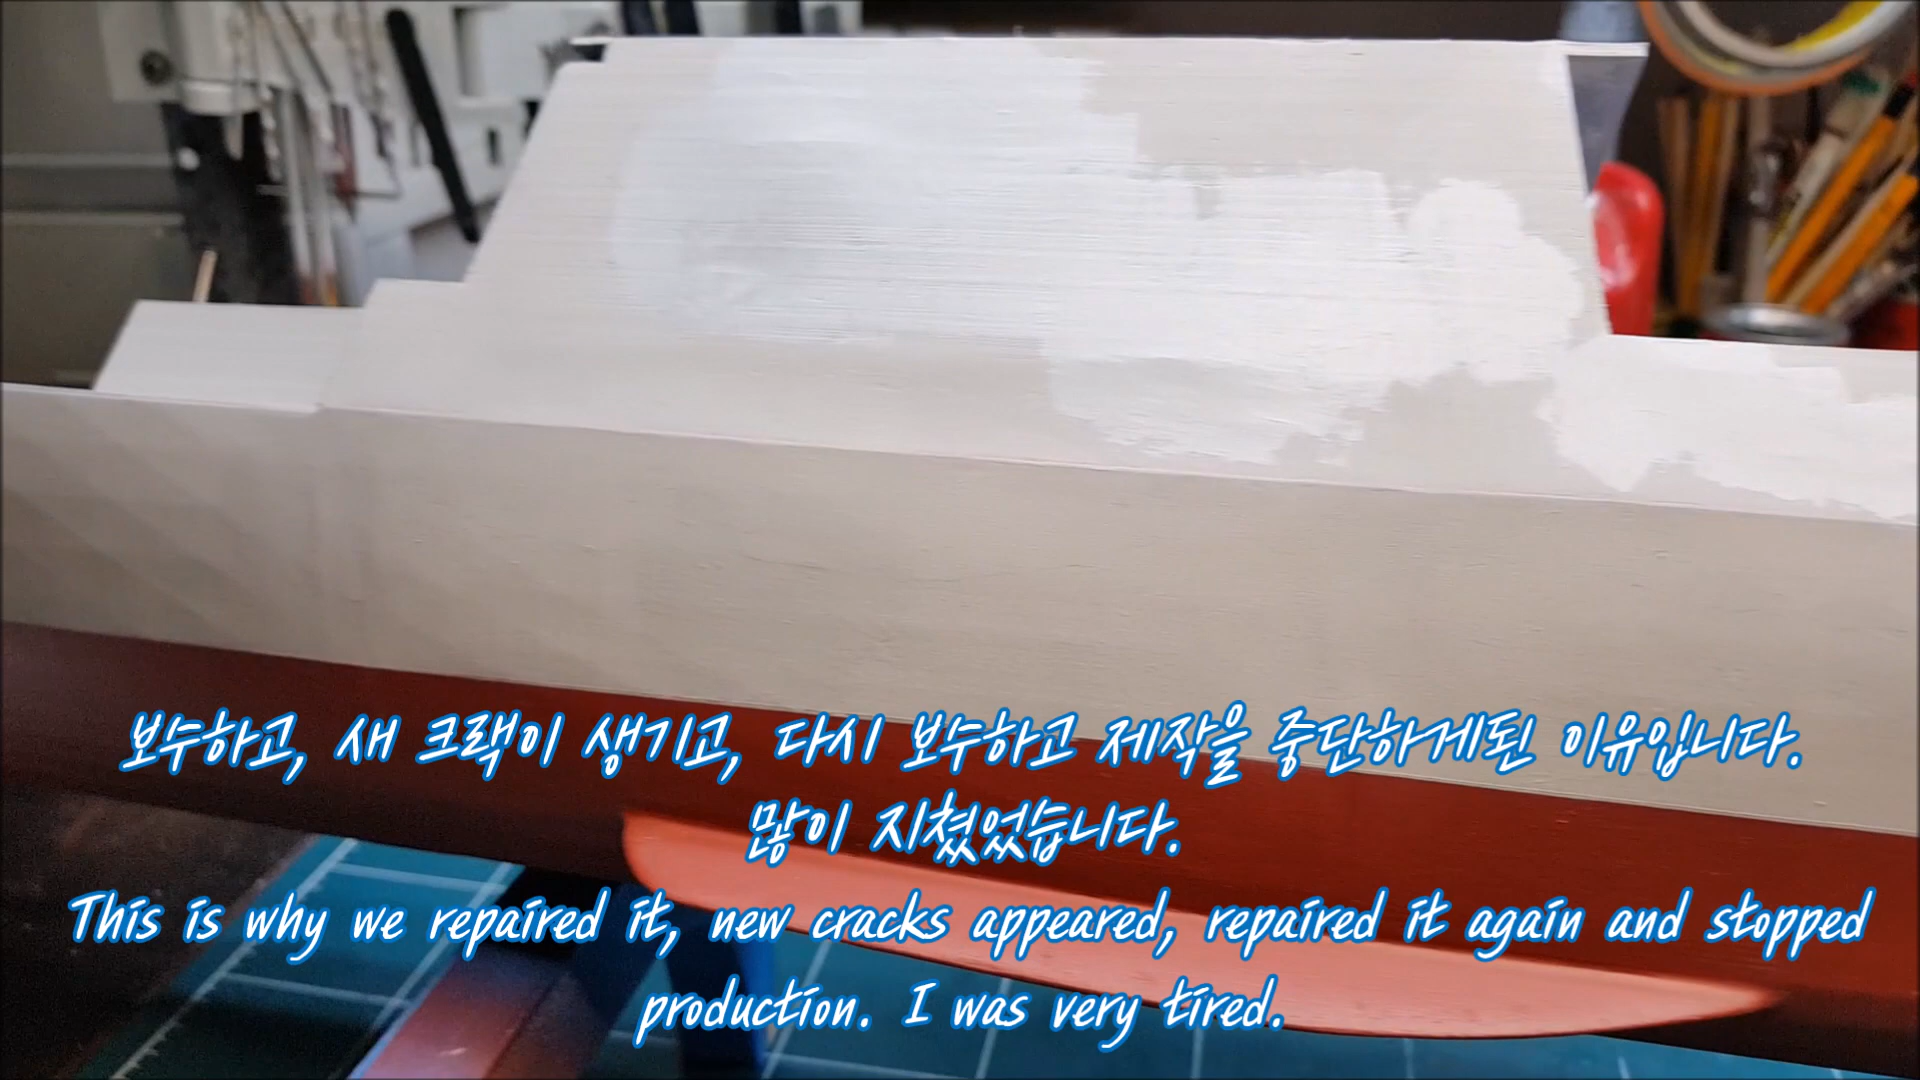 보수하고, 새 크랙이 생기고, 다시 보수하고 제작을 중단하게된 이유입니다.
많이 지쳤었습니다.
This is why we repaired it, new cracks appeared, repaired it again and stopped
production. I was very tired.